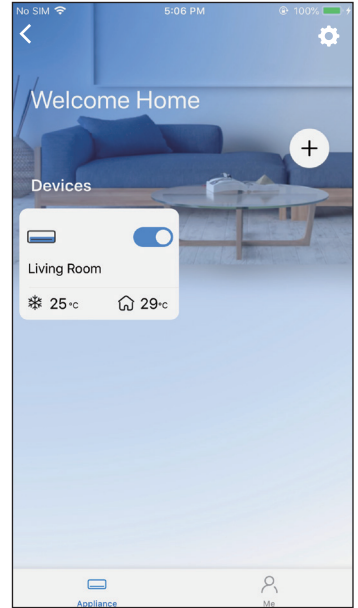 No SIM 5:06 PM 100%
Welcome Home
+
Devices
Living Room
25°C 29°C
Appliance Me